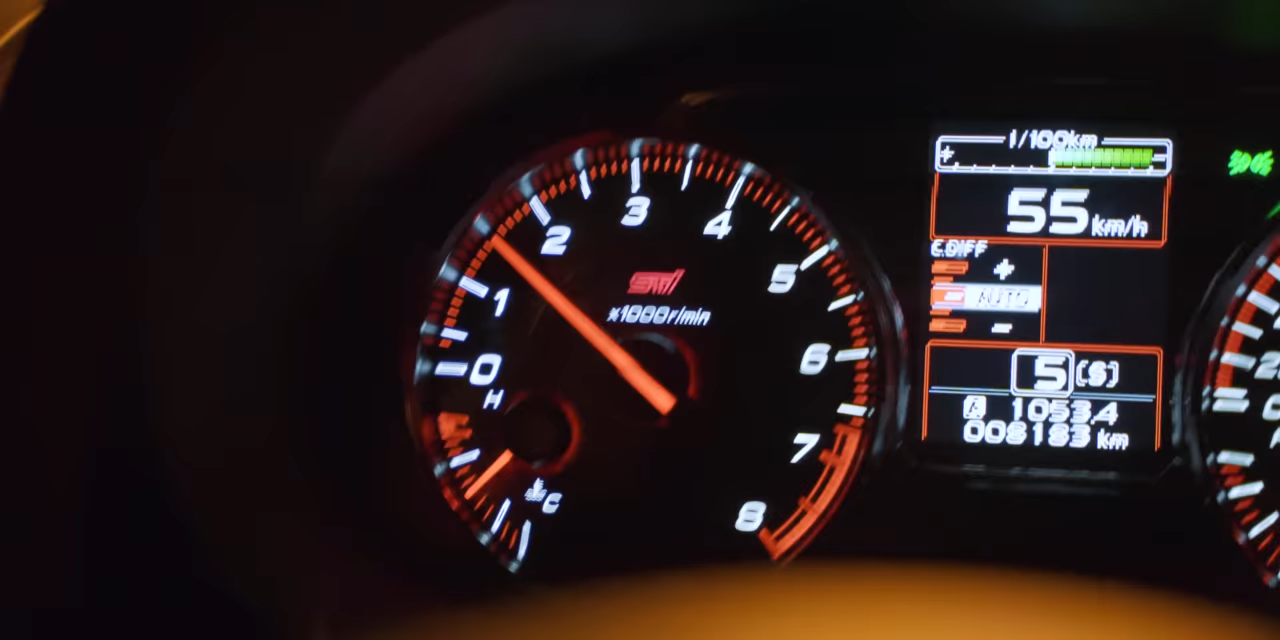 0
1
2
3
4
5
6
7
8
STI
x1000r/min
H
C
l/100km
+ -
55 km/h
C.DIFF
+
AUTO
-
5 (S)
A 1053.4
008183 km